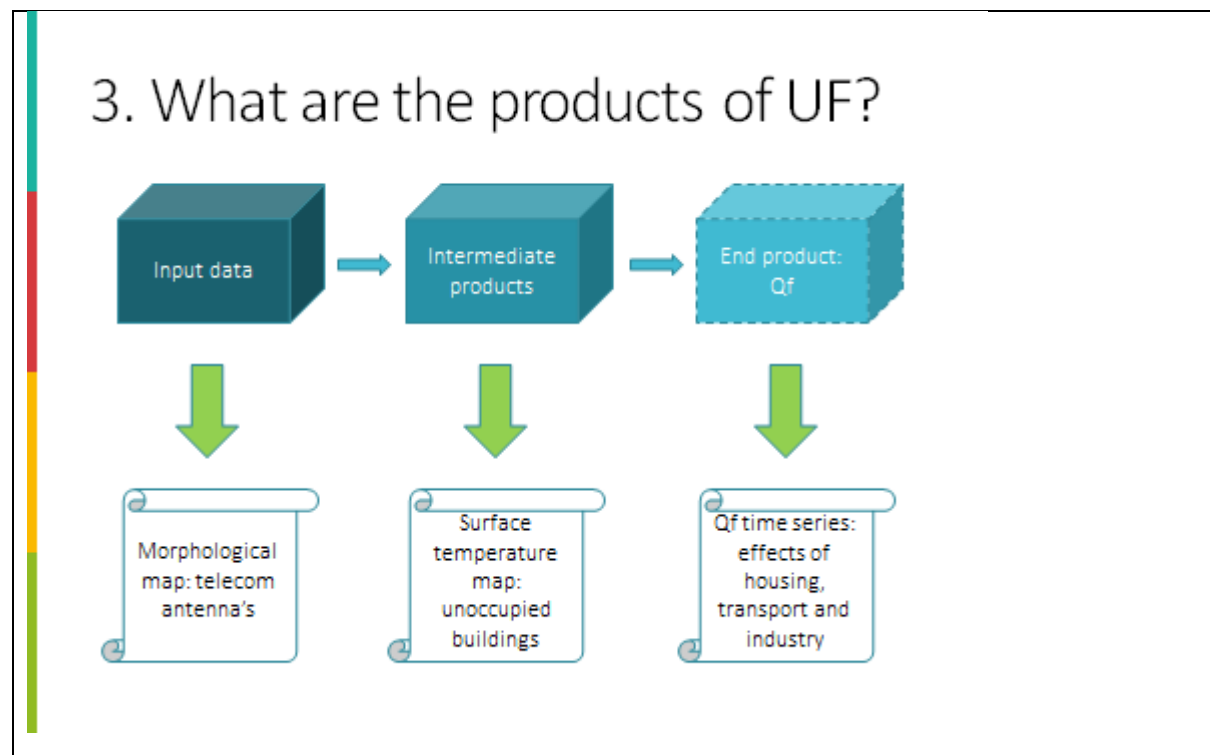 3. What are the products of UF?
Input data
Intermediate
products
End product:
Qf
Morphological
map: telecom
antenna's
Surface
temperature
map:
unoccupied
buildings
Qf time series:
effects of
housing,
transport and
industry